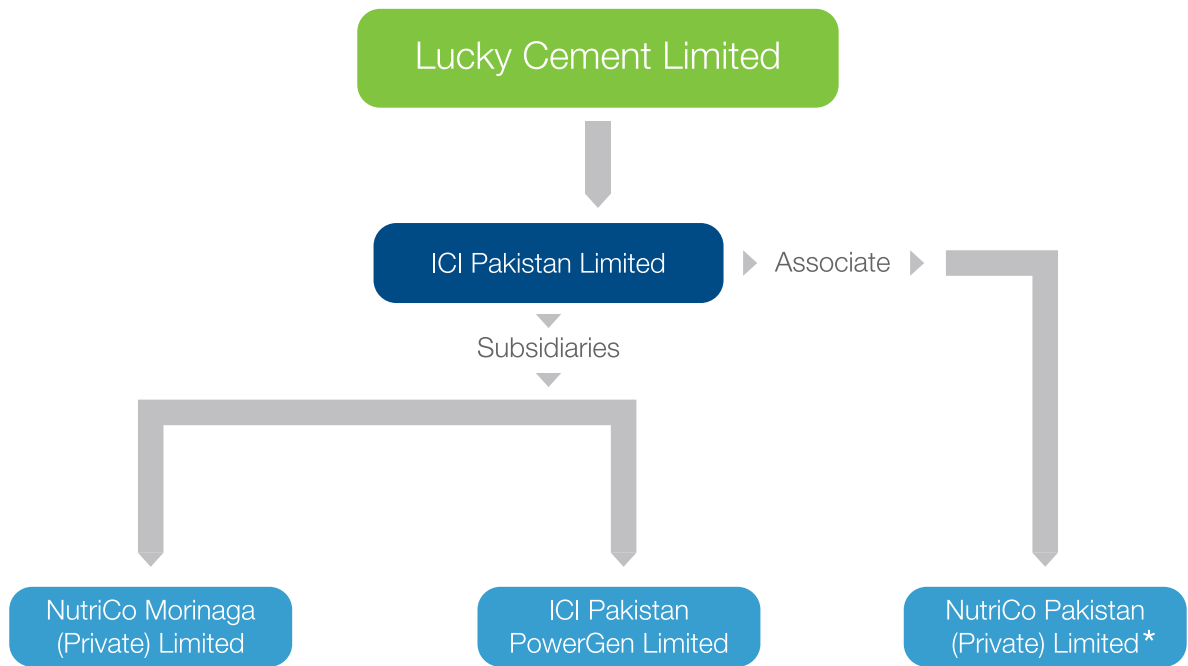 Lucky Cement Limited
ICI Pakistan Limited
Associate
Subsidiaries
NutriCo Morinaga
(Private) Limited
ICI Pakistan
PowerGen Limited
NutriCo Pakistan
(Private) Limited*